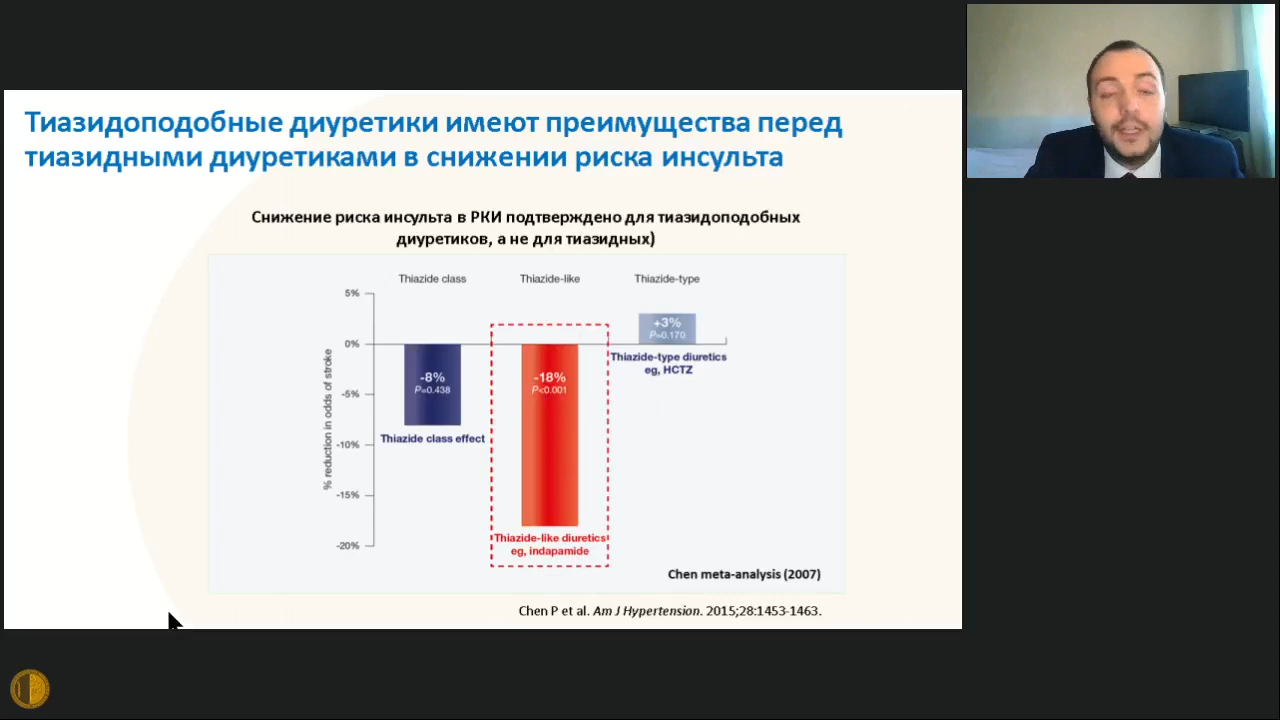 Тиазидоподобные диуретики имеют преимущества перед
тиазидными диуретиками в снижении риска инсульта
Снижение риска инсульта в РКИ подтверждено для тиазидоподобных
диуретиков, а не для тиазидных)
Thiazide class
Thiazide-like
Thiazide-type
% reduction in odds of stroke
5%
0%
-5%
-10%
-15%
-20%
-8%
P=0.438
Thiazide class effect
-18%
P<0.001
Thiazide-like diuretics
eg, indapamide
+3%
P=0.170
Thiazide-type diuretics
eg, HCTZ
Chen meta-analysis (2007)
Chen P et al. Am J Hypertension. 2015;28:1453-1463.